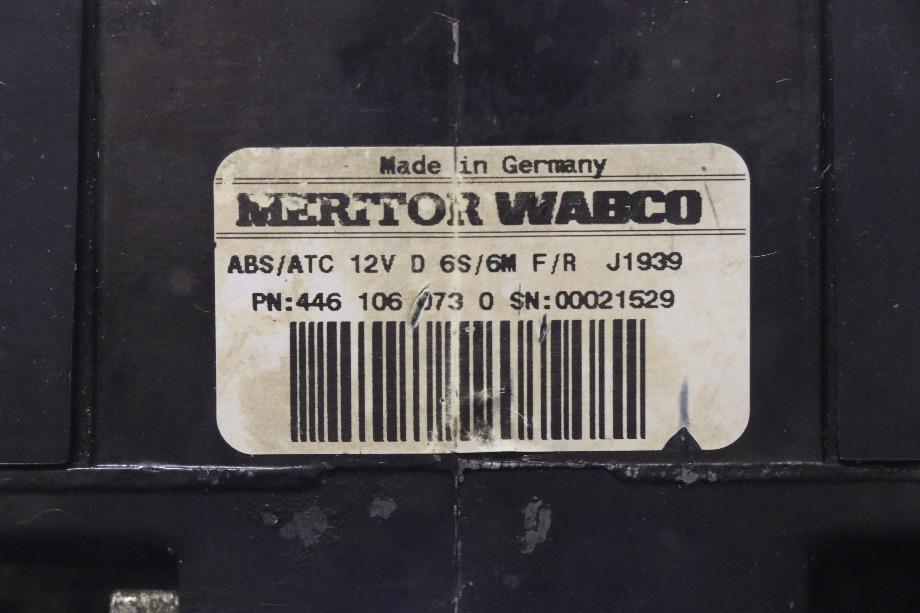 Made in Germany
MERITOR WABCO
ABS/ATC 12V D 6S/6M F/R J1939
PN:446 106 073 0 SN:00021529